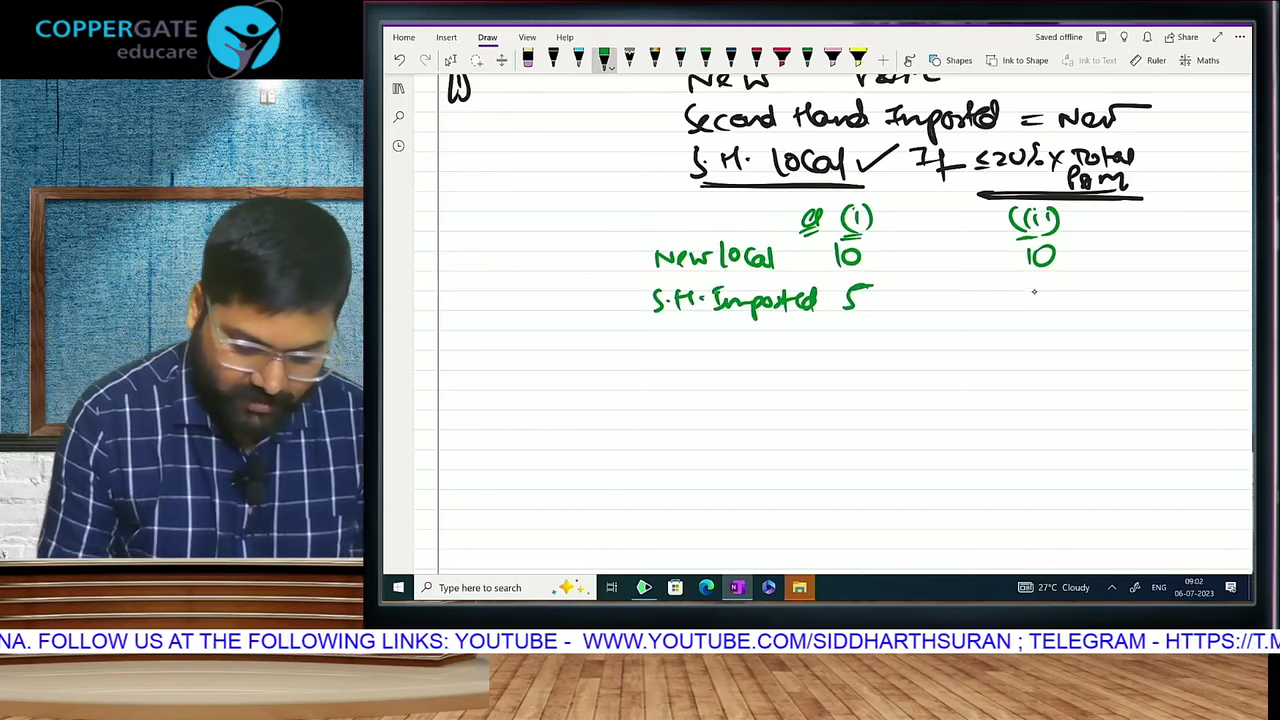 COPPERGATE
educare
Home Insert Draw View Help
Saved offline
Share
Shapes
Ink to Shape
Ink to Text
Ruler
Maths
New
Second Hand Imported = New
S.H. local ✓ If ≤20% x Total
P&M
(i) (ii)
New local 10 10
S.H. Imported 5
Type here to search
27°C Cloudy
ENG
09:02
06-07-2023
NA. FOLLOW US AT THE FOLLOWING LINKS: YOUTUBE - WWW.YOUTUBE.COM/SIDDHARTHSURAN ; TELEGRAM - HTTPS://T.M